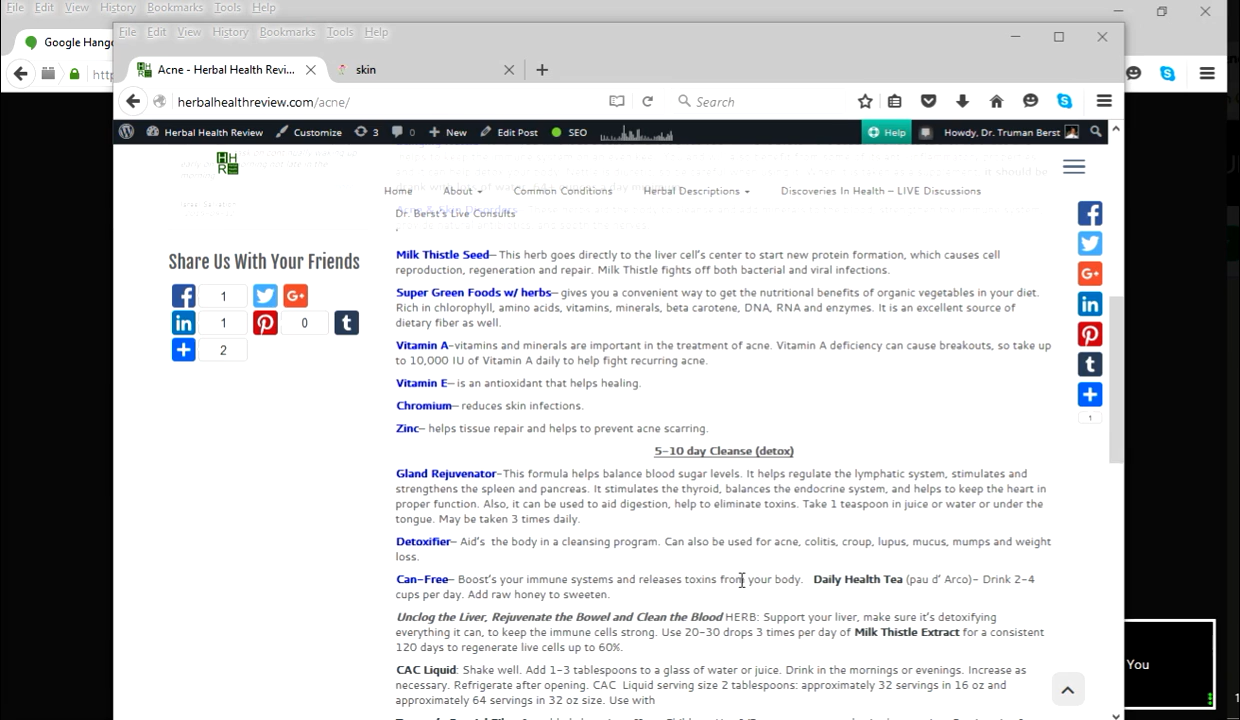 File Edit View History Bookmarks Tools Help
File Edit View History Bookmarks Tools Help
Google Hango
Acne - Herbal Health Revi...
skin
http
herbalhealthreview.com/acne/
Search
Herbal Health Review Customize 3 0 New Edit Post SEO
Help Howdy, Dr. Truman Berst
HHR
Home About Common Conditions Herbal Descriptions Discoveries In Health – LIVE Discussions
Dr. Berst's Live Consults
Share Us With Your Friends
1
1 0
2
Milk Thistle Seed– This herb goes directly to the liver cell's center to start new protein formation, which causes cell
reproduction, regeneration and repair. Milk Thistle fights off both bacterial and viral infections.
Super Green Foods w/ herbs– gives you a convenient way to get the nutritional benefits of organic vegetables in your diet.
Rich in chlorophyll, amino acids, vitamins, minerals, beta carotene, DNA, RNA and enzymes. It is an excellent source of
dietary fiber as well.
Vitamin A-vitamins and minerals are important in the treatment of acne. Vitamin A deficiency can cause breakouts, so take up
to 10,000 IU of Vitamin A daily to help fight recurring acne.
Vitamin E– is an antioxidant that helps healing.
Chromium– reduces skin infections.
Zinc– helps tissue repair and helps to prevent acne scarring.
5-10 day Cleanse (detox)
Gland Rejuvenator-This formula helps balance blood sugar levels. It helps regulate the lymphatic system, stimulates and
strengthens the spleen and pancreas. It stimulates the thyroid, balances the endocrine system, and helps to keep the heart in
proper function. Also, it can be used to aid digestion, help to eliminate toxins. Take 1 teaspoon in juice or water or under the
tongue. May be taken 3 times daily.
Detoxifier– Aid's the body in a cleansing program. Can also be used for acne, colitis, croup, lupus, mucus, mumps and weight
loss.
Can-Free– Boost's your immune systems and releases toxins from your body. Daily Health Tea (pau d' Arco)- Drink 2-4
cups per day. Add raw honey to sweeten.
Unclog the Liver, Rejuvenate the Bowel and Clean the Blood HERB: Support your liver, make sure it's detoxifying
everything it can, to keep the immune cells strong. Use 20-30 drops 3 times per day of Milk Thistle Extract for a consistent
120 days to regenerate live cells up to 60%.
CAC Liquid: Shake well. Add 1-3 tablespoons to a glass of water or juice. Drink in the mornings or evenings. Increase as
necessary. Refrigerate after opening. CAC Liquid serving size 2 tablespoons: approximately 32 servings in 16 oz and
approximately 64 servings in 32 oz size. Use with
1
You